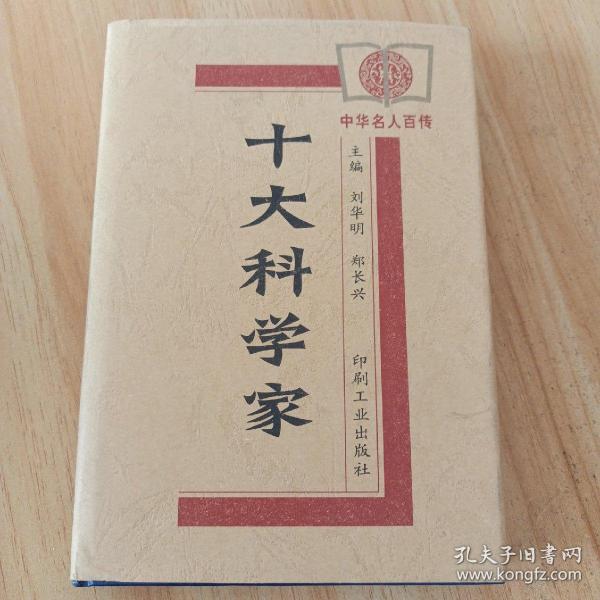 中华名人百传
十大科学家
主编 刘华明 郑长兴
印刷工业出版社
孔夫子旧书网
www.kongfz.com